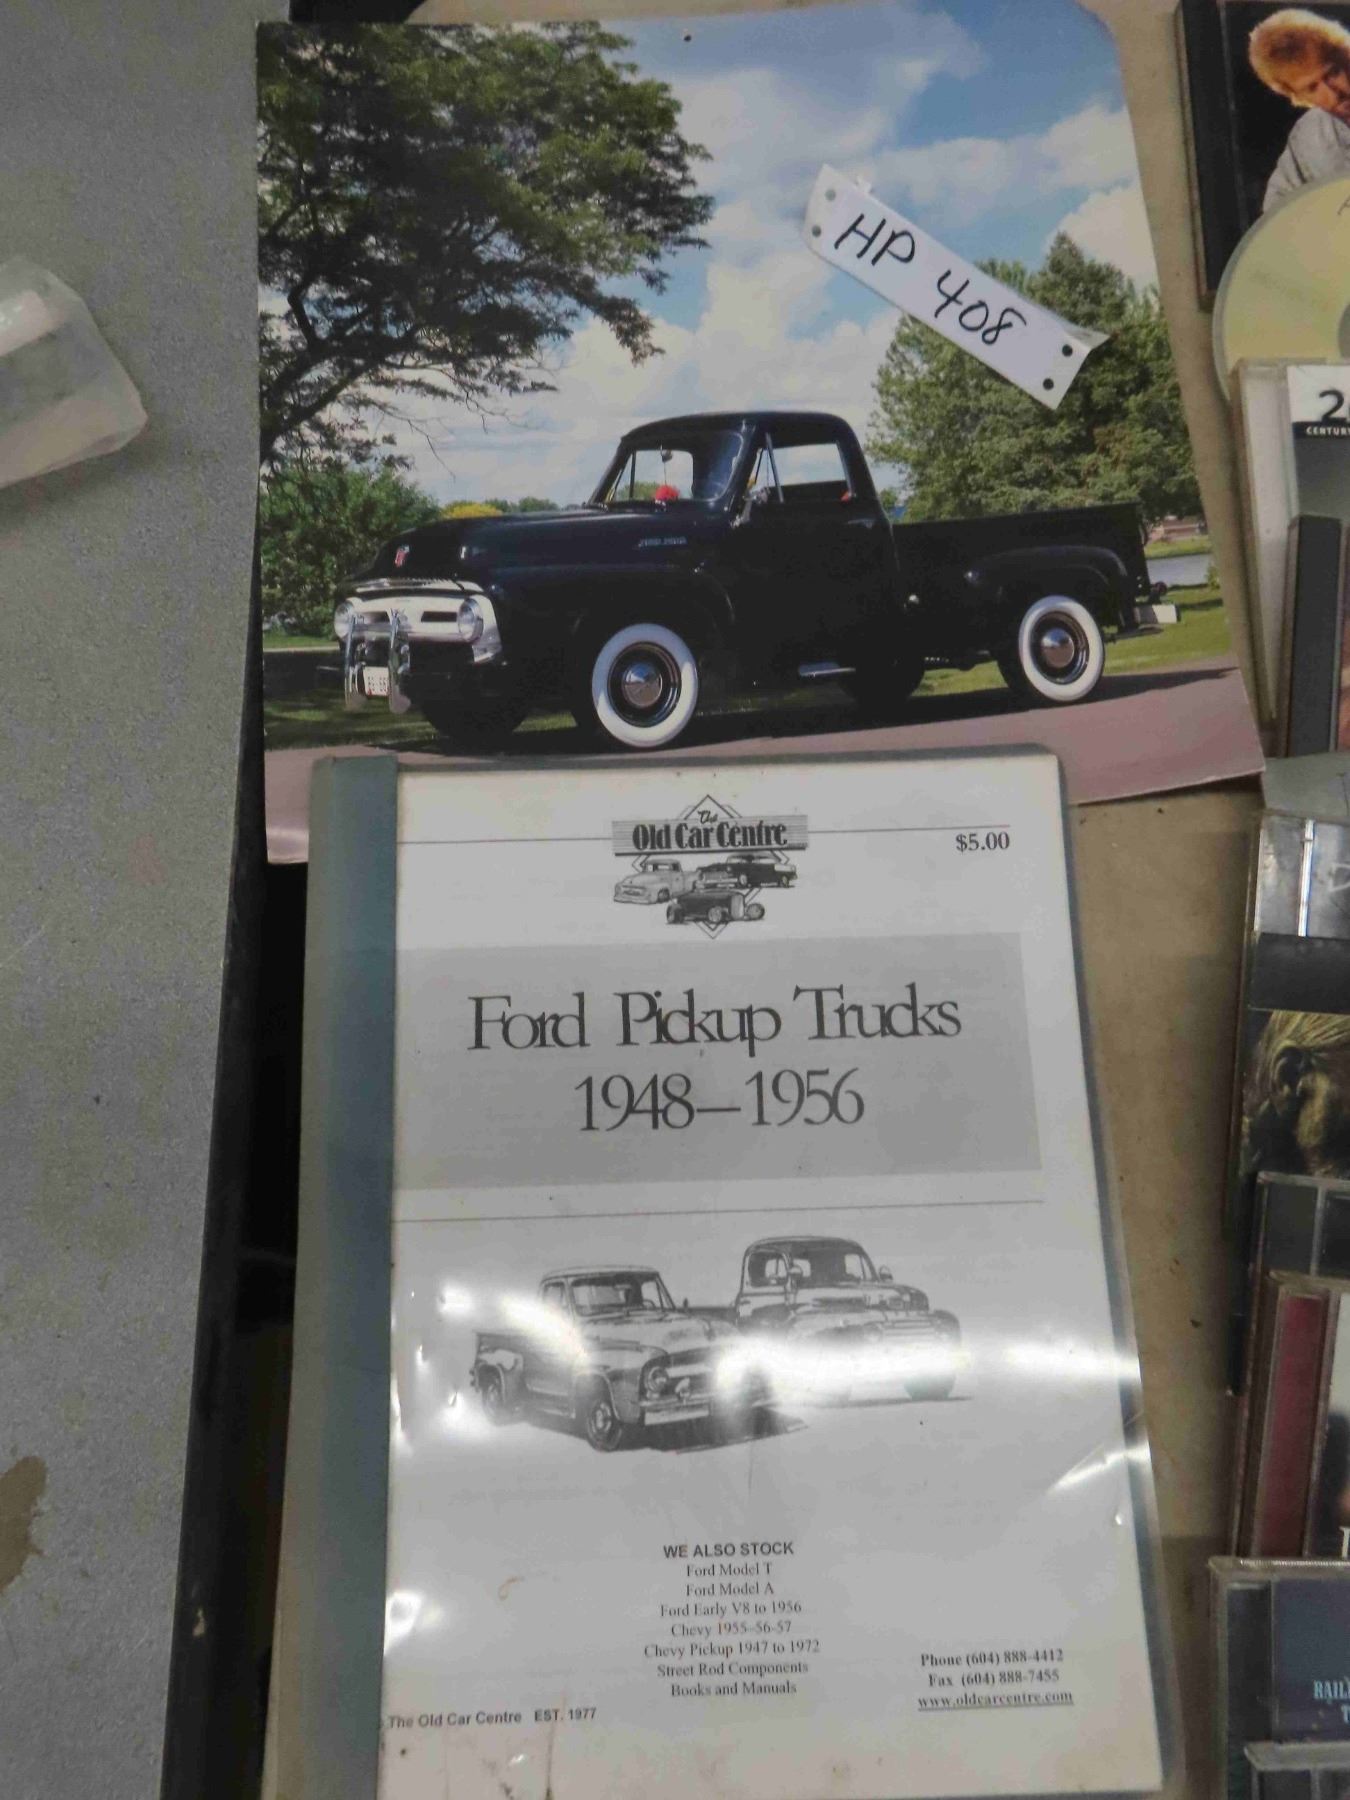 HP 408
CENTURY
The
Old Car Centre
$5.00
Ford Pickup Trucks
1948–1956
WE ALSO STOCK
Ford Model T
Ford Model A
Ford Early V8 to 1956
Chevy 1955-56-57
Chevy Pickup 1947 to 1972
Street Rod Components
Books and Manuals
Phone (604) 888-4412
Fax (604) 888-7455
www.oldcarcentre.com
The Old Car Centre EST. 1977